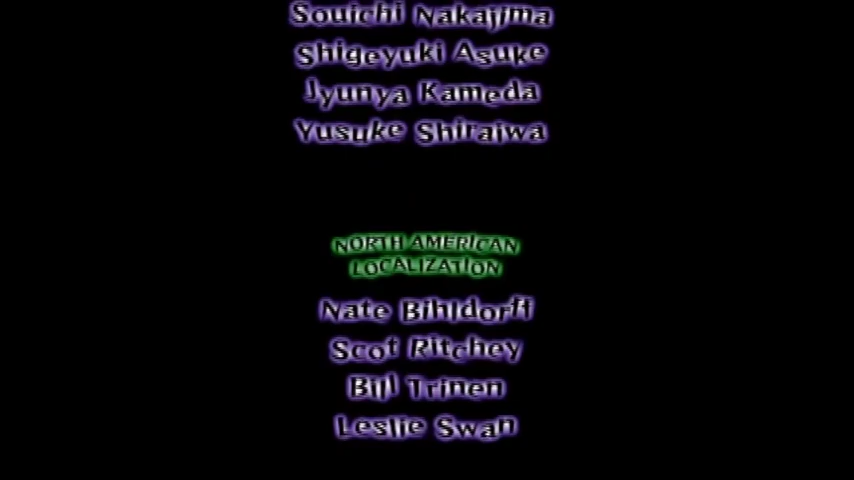 Souichi Nakajima
Shigeyuki Asuke
Jyunya Kameda
Yusuke Shiraiwa
NORTH AMERICAN
LOCALIZATION
Nate Bihldorff
Scot Ritchey
Bill Trinen
Leslie Swan